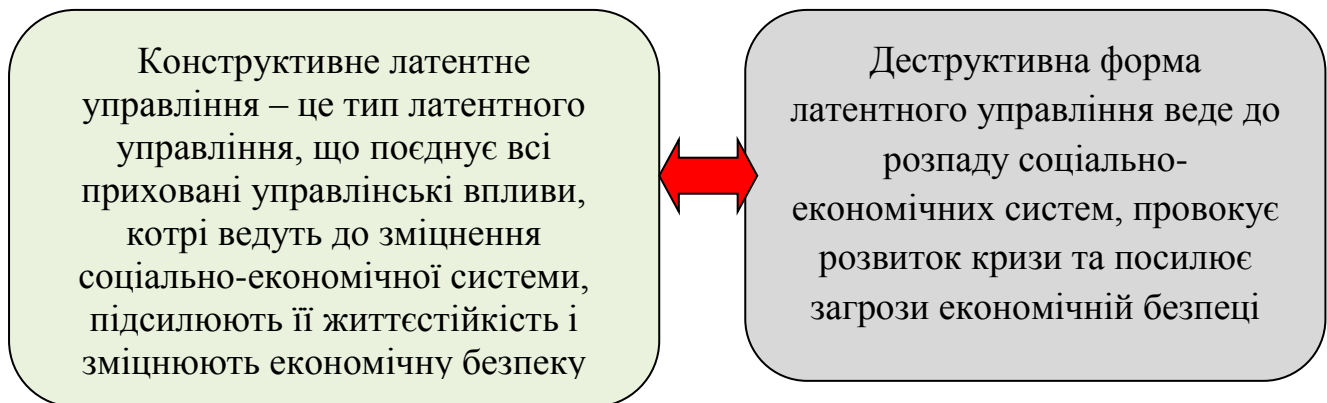 Конструктивне латентне
управління – це тип латентного
управління, що поєднує всі
приховані управлінські впливи,
котрі ведуть до зміцнення
соціально-економічної системи,
підсилюють її життєстійкість і
зміцнюють економічну безпеку
Деструктивна форма
латентного управління веде до
розпаду соціально-
економічних систем, провокує
розвиток кризи та посилює
загрози економічній безпеці